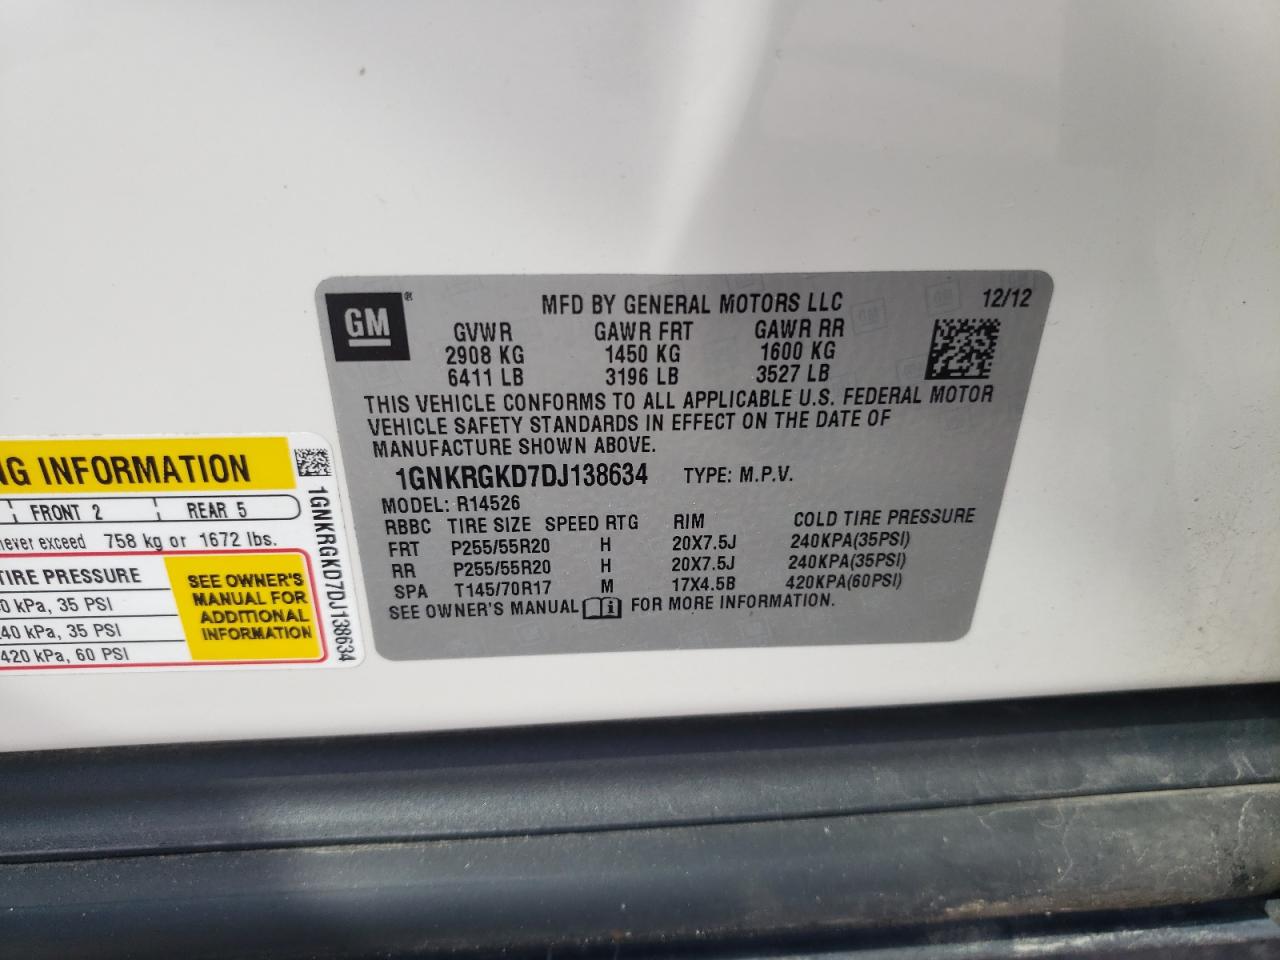 GM®
MFD BY GENERAL MOTORS LLC 12/12
GVWR GAWR FRT GAWR RR
2908 KG 1450 KG 1600 KG
6411 LB 3196 LB 3527 LB
THIS VEHICLE CONFORMS TO ALL APPLICABLE U.S. FEDERAL MOTOR
VEHICLE SAFETY STANDARDS IN EFFECT ON THE DATE OF
MANUFACTURE SHOWN ABOVE.
1GNKRGKD7DJ138634 TYPE: M.P.V.
MODEL: R14526
RBBC TIRE SIZE SPEED RTG RIM COLD TIRE PRESSURE
FRT P255/55R20 H 20X7.5J 240KPA(35PSI)
RR P255/55R20 H 20X7.5J 240KPA(35PSI)
SPA T145/70R17 M 17X4.5B 420KPA(60PSI)
SEE OWNER'S MANUAL FOR MORE INFORMATION.
NG INFORMATION
FRONT 2 REAR 5
never exceed 758 kg or 1672 lbs.
TIRE PRESSURE
0 kPa, 35 PSI
40 kPa, 35 PSI
420 kPa, 60 PSI
SEE OWNER'S
MANUAL FOR
ADDITIONAL
INFORMATION
1GNKRGKD7DJ138634